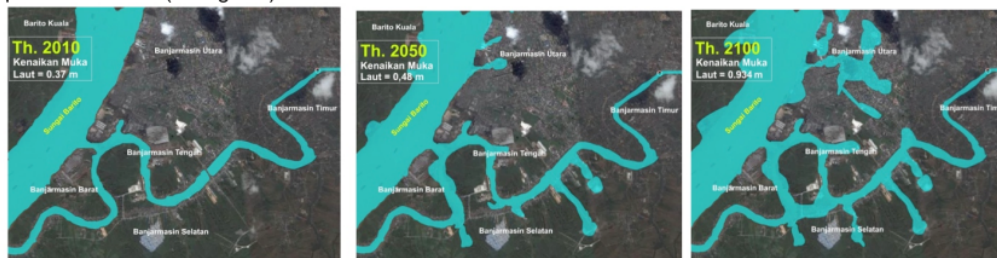 Barito Kuala
Th. 2010
Kenaikan Muka
Laut = 0.37 m
Banjarmasin Utara
Banjarmasin Timur
Sungai Barito
Banjarmasin Tengah
Banjarmasin Barat
Banjarmasin Selatan
Barito Kuala
Th. 2050
Kenaikan Muka
Laut = 0,48 m
Banjarmasin Utara
Banjarmasin Timur
Sungai Barito
Banjarmasin Tengah
Banjarmasin Barat
Banjarmasin Selatan
Barito Kuala
Th. 2100
Kenaikan Muka
Laut = 0.934 m
Banjarmasin Utara
Banjarmasin Tim
Sungai Barito
Banjarmasin Tengah
Banjarmasin Barat
Banjarmasin Selatan